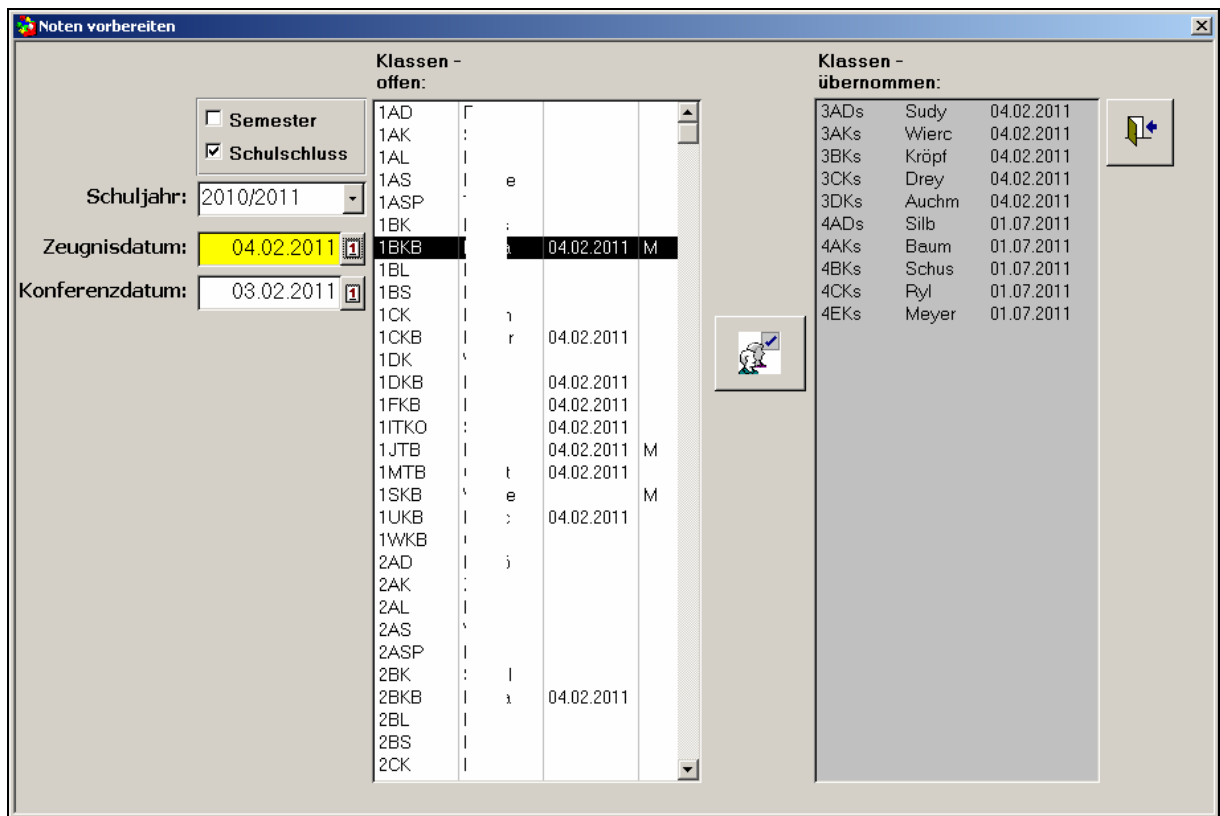 Noten vorbereiten
Klassen -
offen:
Klassen -
übernommen:
Semester
Schulschluss
Schuljahr: 2010/2011
Zeugnisdatum: 04.02.2011
Konferenzdatum: 03.02.2011
1AD
1AK
1AL
1AS e
1ASP
1BK
1BKB 04.02.2011 M
1BL
1BS
1CK
1CKB r 04.02.2011
1DK
1DKB 04.02.2011
1FKB 04.02.2011
1ITKO 04.02.2011
1JTB 04.02.2011 M
1MTB t 04.02.2011
1SKB e M
1UKB 04.02.2011
1WKB
2AD
2AK
2AL
2AS
2ASP
2BK
2BKB 04.02.2011
2BL
2BS
2CK
3ADs Sudy 04.02.2011
3AKs Wierc 04.02.2011
3BKs Kröpf 04.02.2011
3CKs Drey 04.02.2011
3DKs Auchm 04.02.2011
4ADs Silb 01.07.2011
4AKs Baum 01.07.2011
4BKs Schus 01.07.2011
4CKs Ryl 01.07.2011
4EKs Meyer 01.07.2011